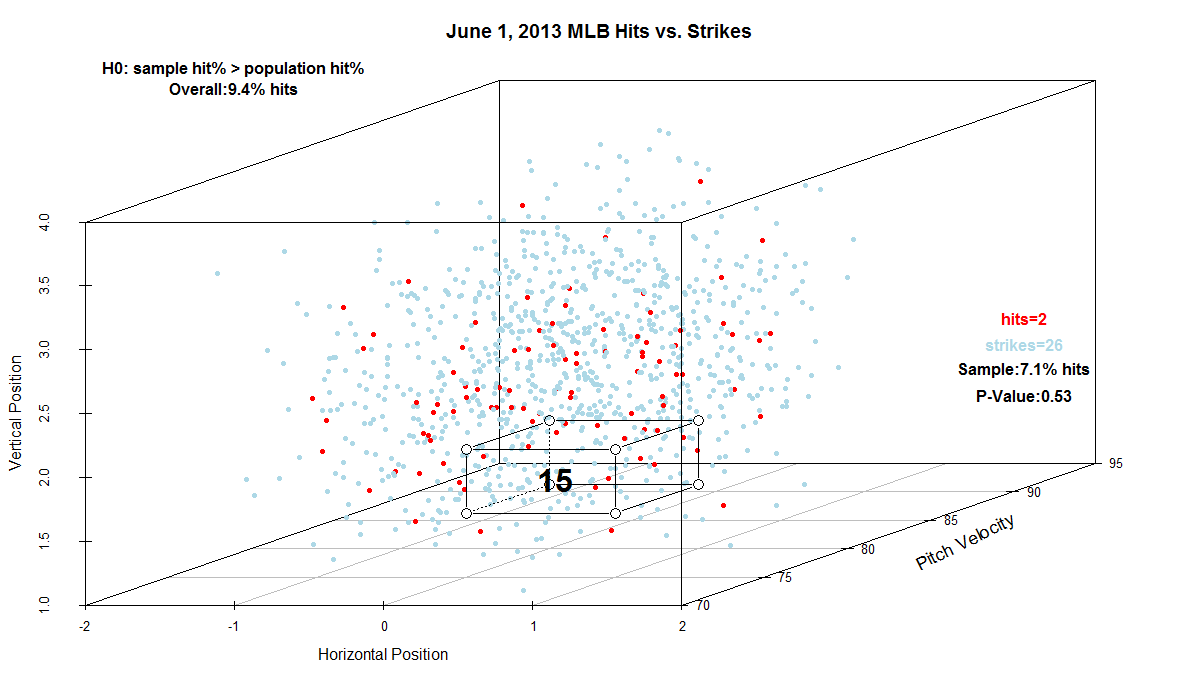 June 1, 2013 MLB Hits vs. Strikes
H0: sample hit% > population hit%
Overall:9.4% hits
4.0
3.5
3.0
2.5
2.0
1.5
1.0
Vertical Position
hits=2
strikes=26
Sample:7.1% hits
P-Value:0.53
15
95
90
85
80
75
70
Pitch Velocity
-2 -1 0 1 2
Horizontal Position